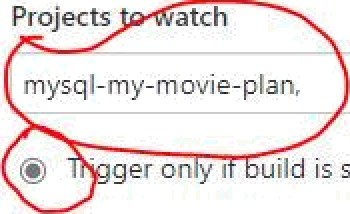 Projects to watch
mysql-my-movie-plan,
Trigger only if build is s